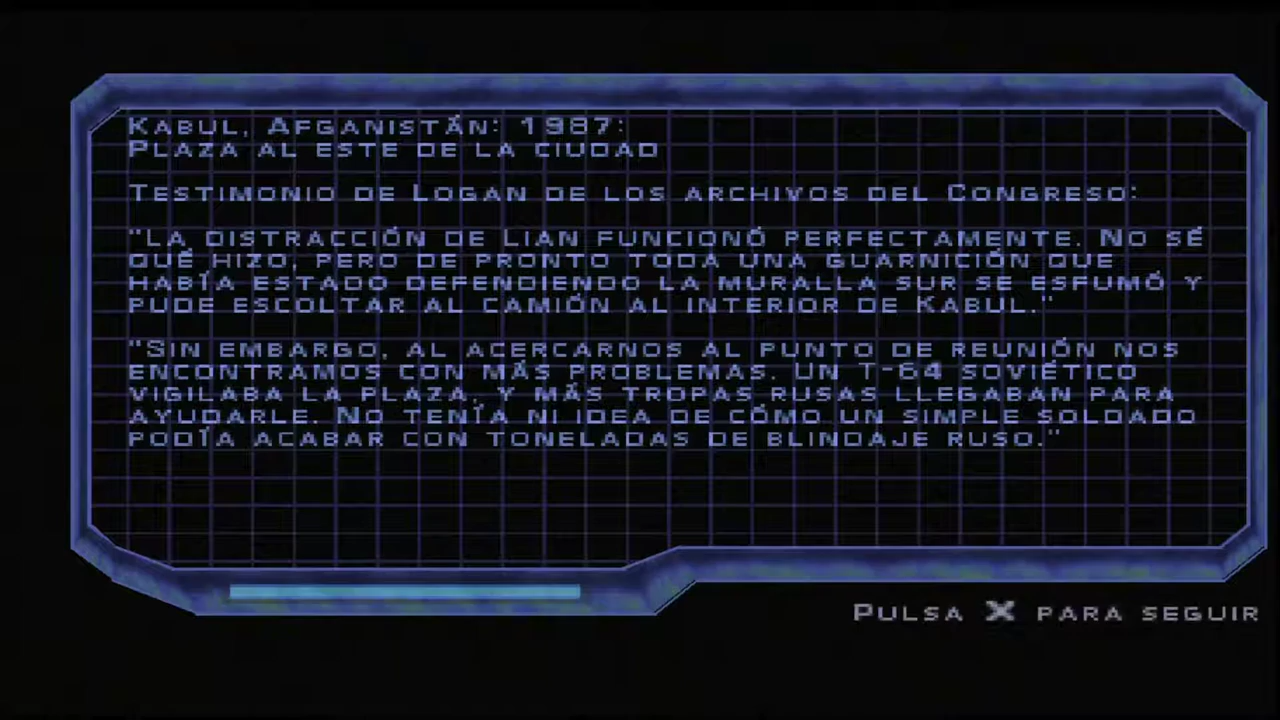 Kabul, Afganistán: 1987:
Plaza al este de la ciudad
Testimonio de Logan de los archivos del Congreso:
"La distracción de Lian funcionó perfectamente. No sé
qué hizo, pero de pronto toda una guarnición que
había estado defendiendo la muralla sur se esfumó y
pude escoltar al camión al interior de Kabul."
"Sin embargo, al acercarnos al punto de reunión nos
encontramos con más problemas. Un T-64 soviético
vigilaba la plaza, y más tropas rusas llegaban para
ayudarle. No tenía ni idea de cómo un simple soldado
podía acabar con toneladas de blindaje ruso."
Pulsa X para seguir